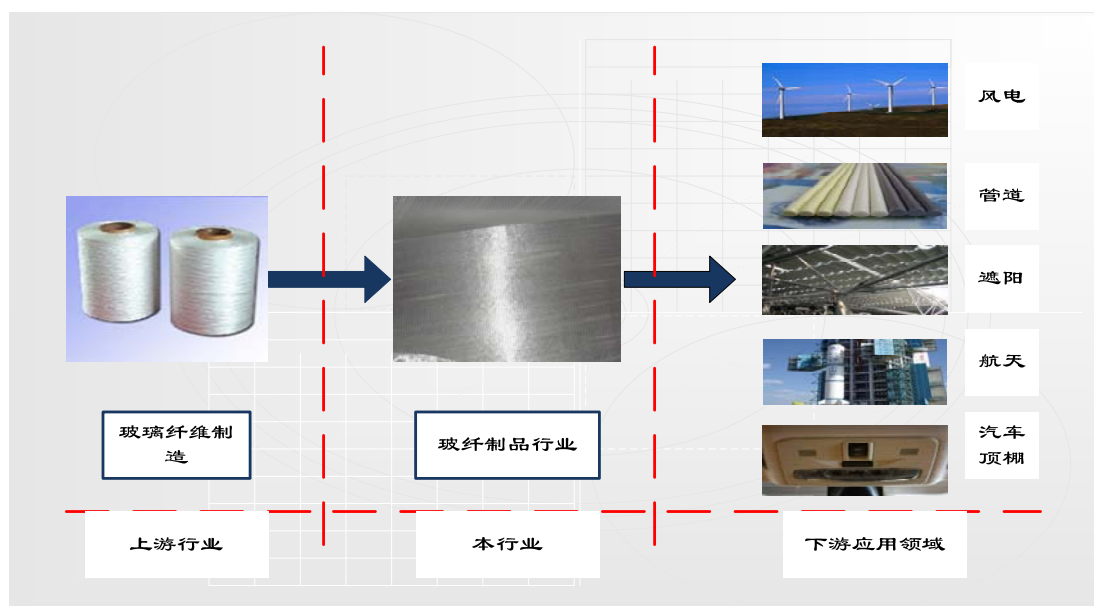 风电
管道
遮阳
航天
汽车
顶棚
玻璃纤维制
造
玻纤制品行业
上游行业
本行业
下游应用领域